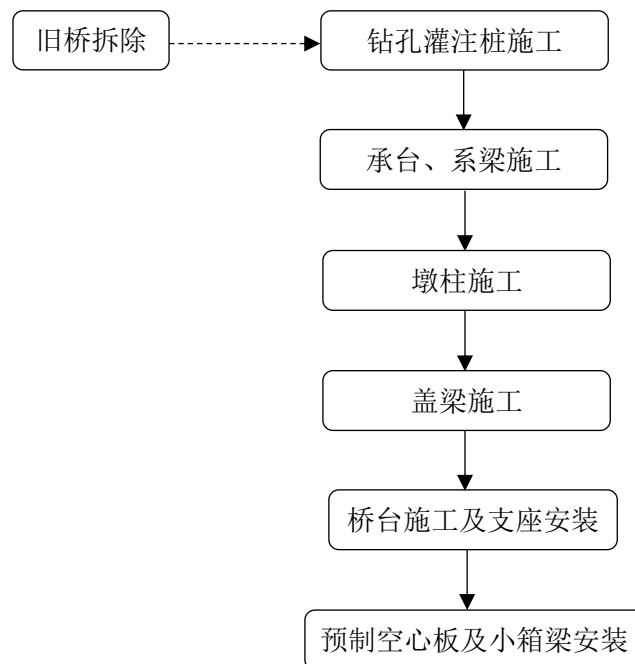 旧桥拆除
钻孔灌注桩施工
承台、系梁施工
墩柱施工
盖梁施工
桥台施工及支座安装
预制空心板及小箱梁安装